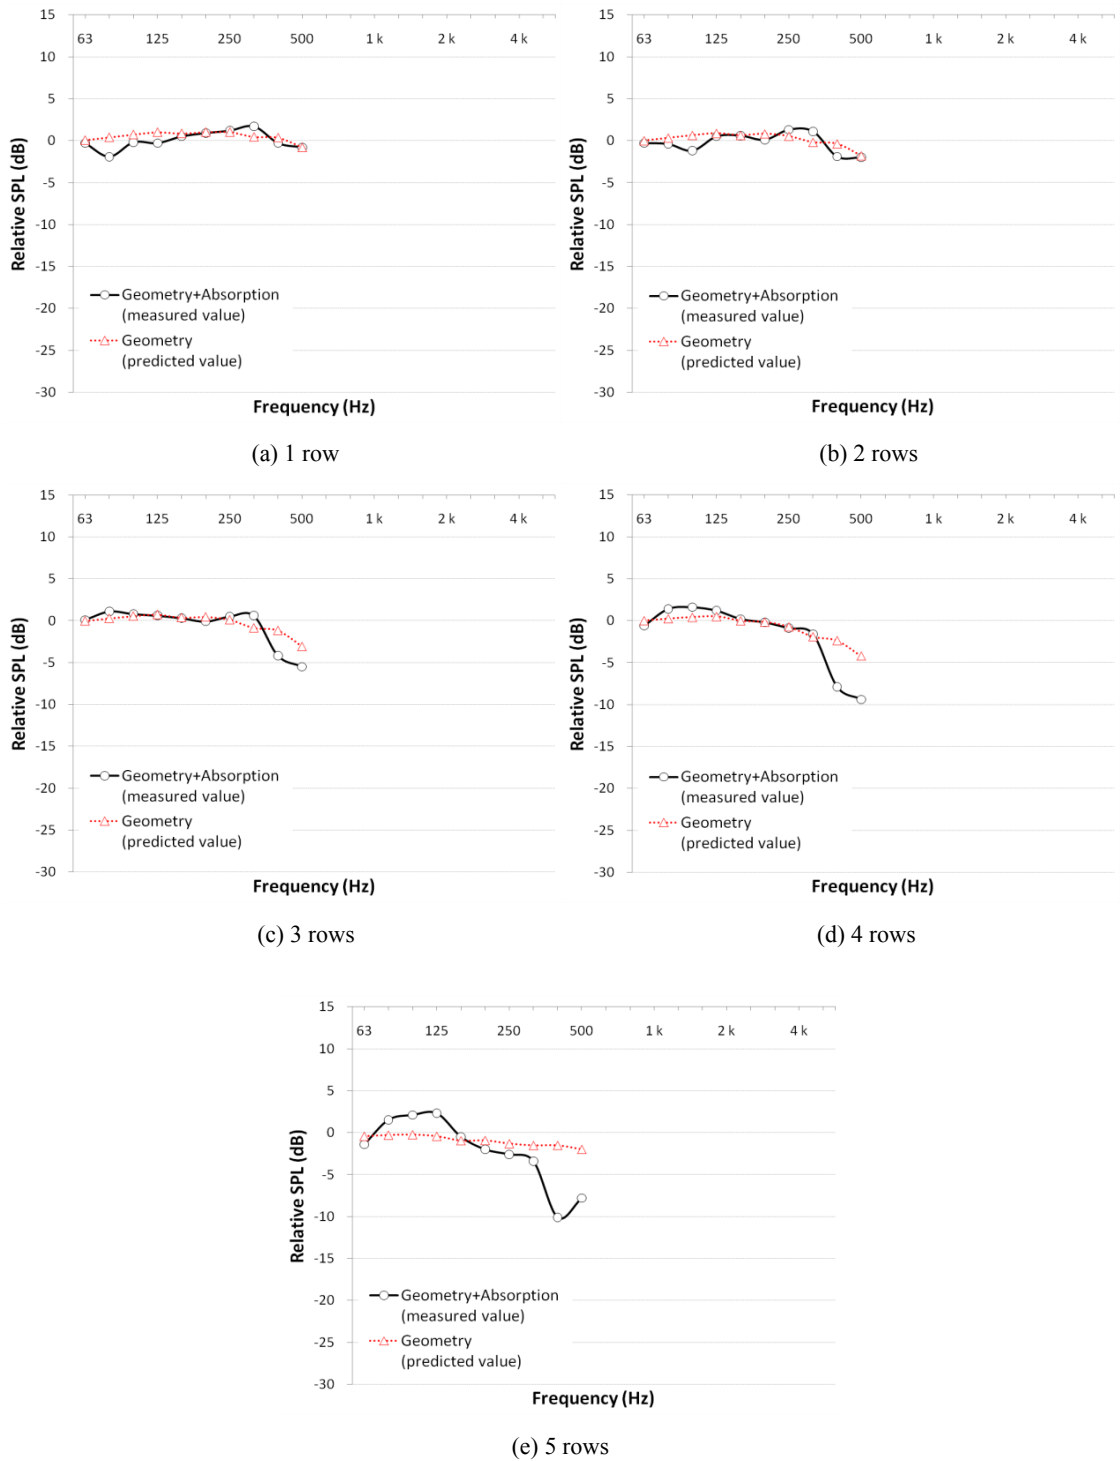 15
63 125 250 500 1 k 2 k 4 k
10
5
0
-5
-10
-15
-20
-25
-30
Relative SPL (dB)
Geometry+Absorption
(measured value)
Geometry
(predicted value)
Frequency (Hz)
(a) 1 row
15
63 125 250 500 1 k 2 k 4 k
10
5
0
-5
-10
-15
-20
-25
-30
Relative SPL (dB)
Geometry+Absorption
(measured value)
Geometry
(predicted value)
Frequency (Hz)
(b) 2 rows
15
63 125 250 500 1 k 2 k 4 k
10
5
0
-5
-10
-15
-20
-25
-30
Relative SPL (dB)
Geometry+Absorption
(measured value)
Geometry
(predicted value)
Frequency (Hz)
(c) 3 rows
15
63 125 250 500 1 k 2 k 4 k
10
5
0
-5
-10
-15
-20
-25
-30
Relative SPL (dB)
Geometry+Absorption
(measured value)
Geometry
(predicted value)
Frequency (Hz)
(d) 4 rows
15
63 125 250 500 1 k 2 k 4 k
10
5
0
-5
-10
-15
-20
-25
-30
Relative SPL (dB)
Geometry+Absorption
(measured value)
Geometry
(predicted value)
Frequency (Hz)
(e) 5 rows